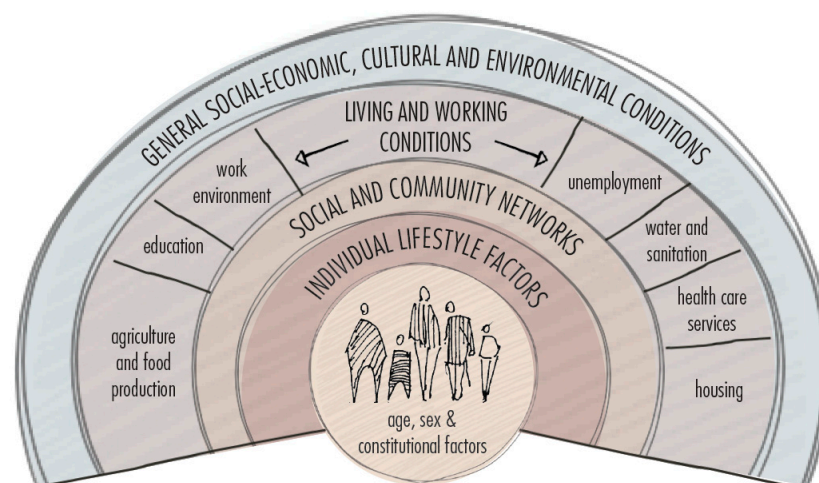 GENERAL SOCIAL-ECONOMIC, CULTURAL AND ENVIRONMENTAL CONDITIONS
LIVING AND WORKING
CONDITIONS
work
environment
unemployment
SOCIAL AND COMMUNITY NETWORKS
education
water and
sanitation
INDIVIDUAL LIFESTYLE FACTORS
health care
services
agriculture
and food
production
housing
age, sex &
constitutional factors